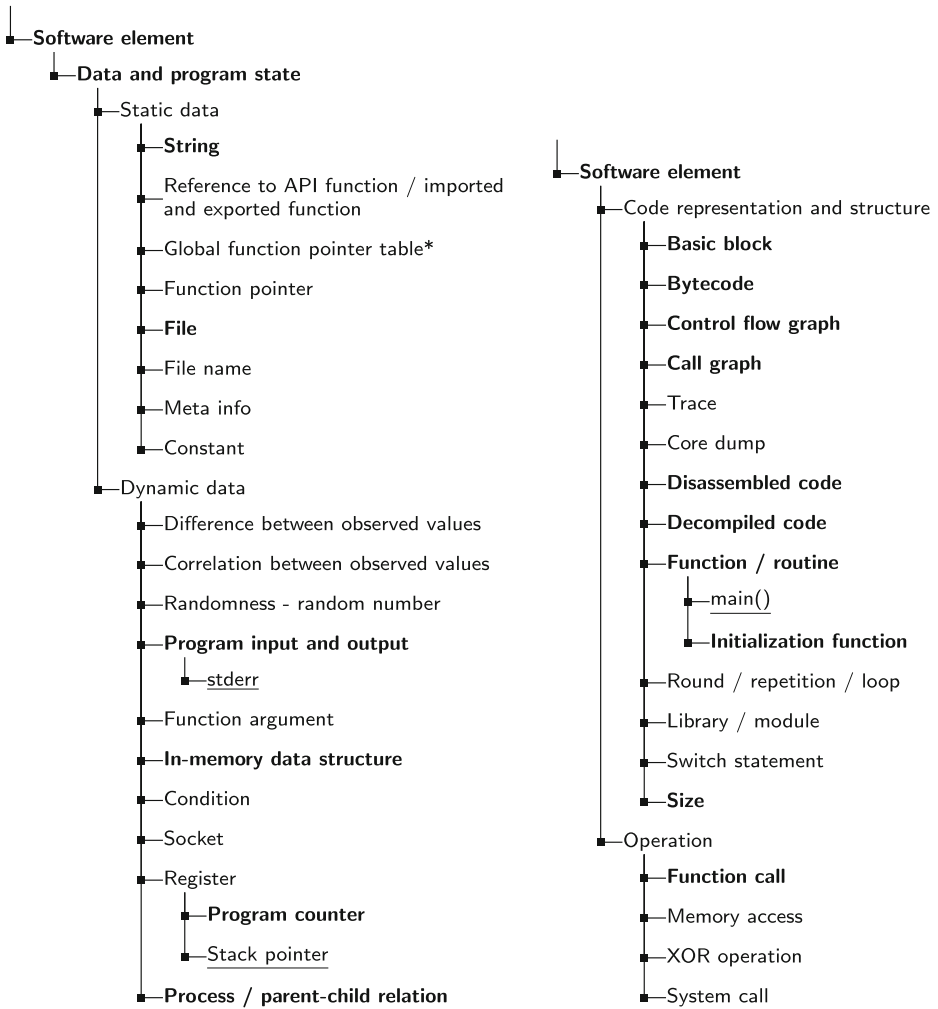 Software element
Data and program state
Static data
String
Reference to API function / imported
and exported function
Global function pointer table*
Function pointer
File
File name
Meta info
Constant
Dynamic data
Difference between observed values
Correlation between observed values
Randomness - random number
Program input and output
stderr
Function argument
In-memory data structure
Condition
Socket
Register
Program counter
Stack pointer
Process / parent-child relation
Software element
Code representation and structure
Basic block
Bytecode
Control flow graph
Call graph
Trace
Core dump
Disassembled code
Decompiled code
Function / routine
main()
Initialization function
Round / repetition / loop
Library / module
Switch statement
Size
Operation
Function call
Memory access
XOR operation
System call